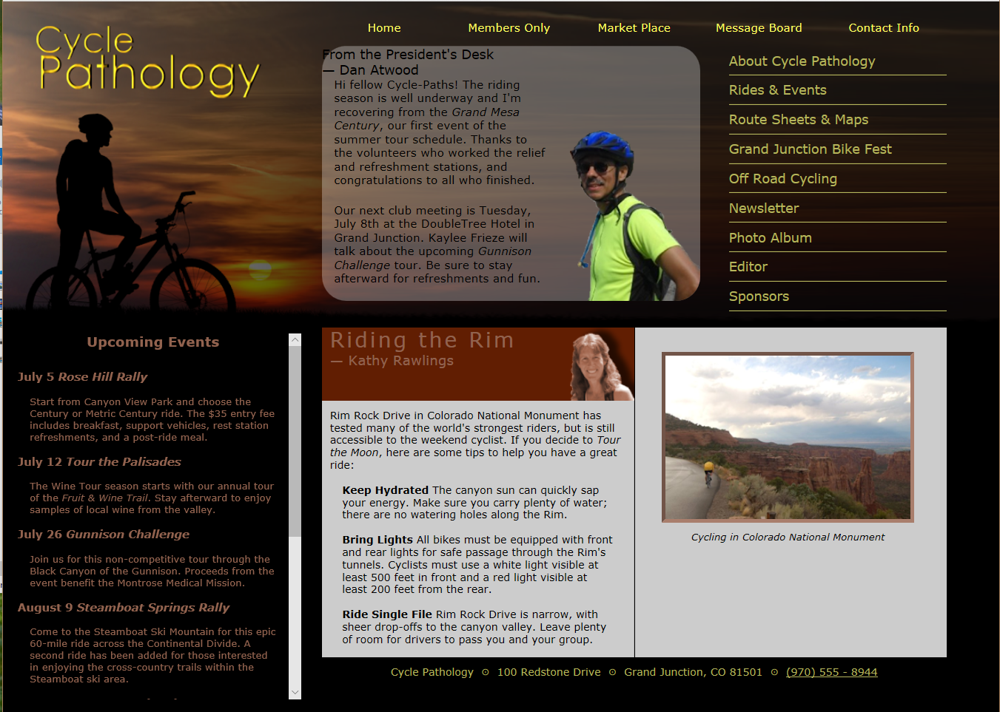 Cycle
Pathology
Home Members Only Market Place Message Board Contact Info
From the President's Desk
— Dan Atwood
Hi fellow Cycle-Paths! The riding
season is well underway and I'm
recovering from the Grand Mesa
Century, our first event of the
summer tour schedule. Thanks to
the volunteers who worked the relief
and refreshment stations, and
congratulations to all who finished.
Our next club meeting is Tuesday,
July 8th at the DoubleTree Hotel in
Grand Junction. Kaylee Frieze will
talk about the upcoming Gunnison
Challenge tour. Be sure to stay
afterward for refreshments and fun.
About Cycle Pathology
Rides & Events
Route Sheets & Maps
Grand Junction Bike Fest
Off Road Cycling
Newsletter
Photo Album
Editor
Sponsors
Upcoming Events
July 5 Rose Hill Rally
Start from Canyon View Park and choose the
Century or Metric Century ride. The $35 entry fee
includes breakfast, support vehicles, rest station
refreshments, and a post-ride meal.
July 12 Tour the Palisades
The Wine Tour season starts with our annual tour
of the Fruit & Wine Trail. Stay afterward to enjoy
samples of local wine from the valley.
July 26 Gunnison Challenge
Join us for this non-competitive tour through the
Black Canyon of the Gunnison. Proceeds from the
event benefit the Montrose Medical Mission.
August 9 Steamboat Springs Rally
Come to the Steamboat Ski Mountain for this epic
60-mile ride across the Continental Divide. A
second ride has been added for those interested
in enjoying the cross-country trails within the
Steamboat ski area.
Riding the Rim
— Kathy Rawlings
Rim Rock Drive in Colorado National Monument has
tested many of the world's strongest riders, but is still
accessible to the weekend cyclist. If you decide to Tour
the Moon, here are some tips to help you have a great
ride:
Keep Hydrated The canyon sun can quickly sap
your energy. Make sure you carry plenty of water;
there are no watering holes along the Rim.
Bring Lights All bikes must be equipped with front
and rear lights for safe passage through the Rim's
tunnels. Cyclists must use a white light visible at
least 500 feet in front and a red light visible at
least 200 feet from the rear.
Ride Single File Rim Rock Drive is narrow, with
sheer drop-offs to the canyon valley. Leave plenty
of room for drivers to pass you and your group.
Cycling in Colorado National Monument
Cycle Pathology ⊙ 100 Redstone Drive ⊙ Grand Junction, CO 81501 ⊙ (970) 555 - 8944